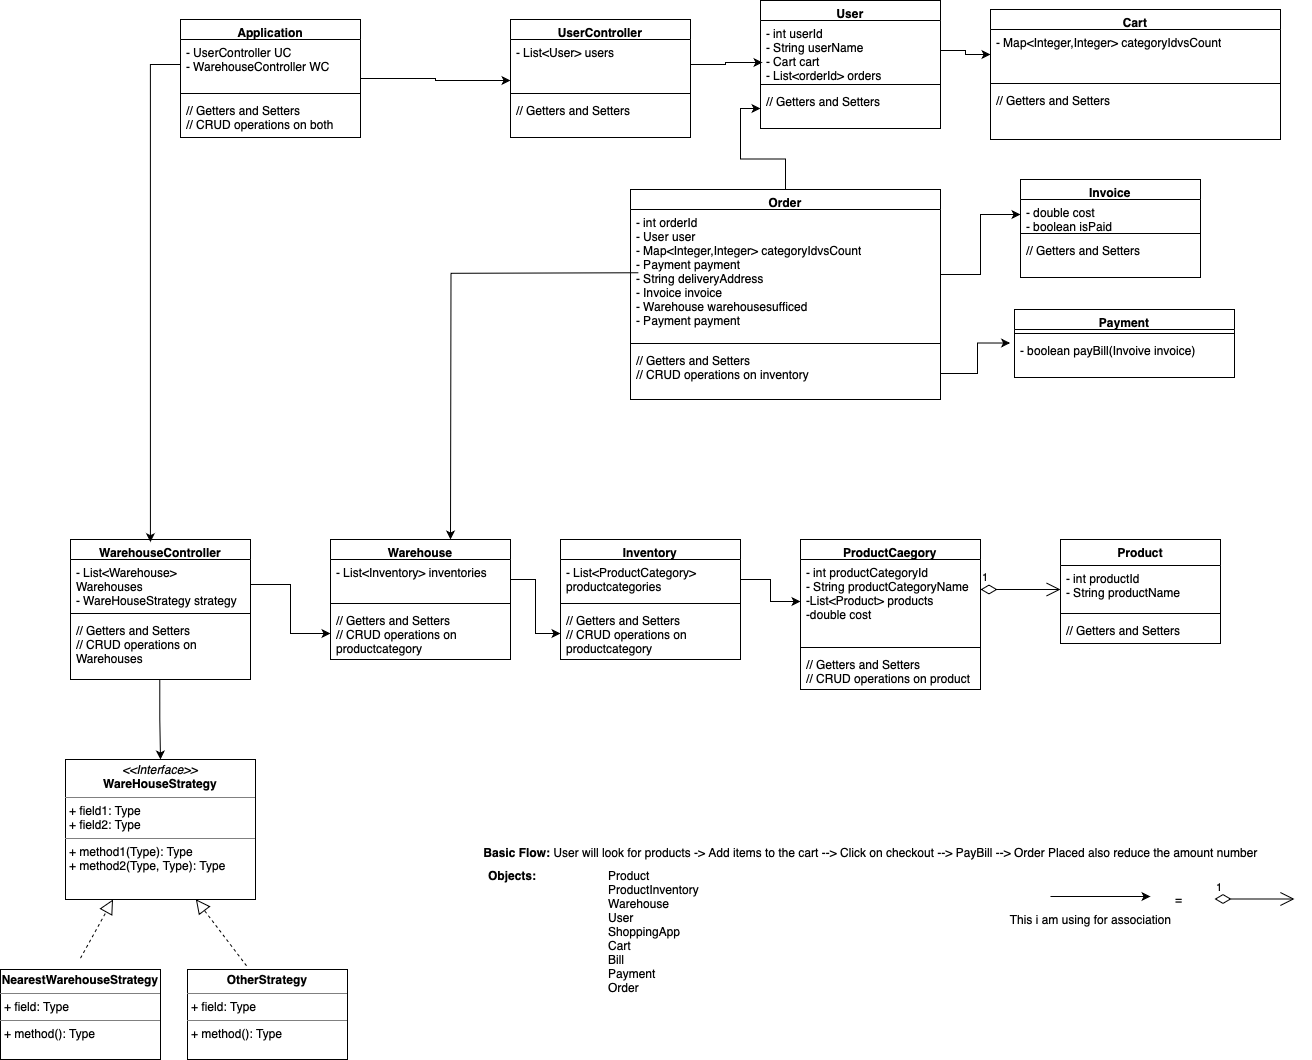 Application
- UserController UC
- WarehouseController WC
// Getters and Setters
// CRUD operations on both
UserController
- List<User> users
// Getters and Setters
User
- int userId
- String userName
- Cart cart
- List<orderId> orders
// Getters and Setters
Cart
- Map<Integer,Integer> categoryIdvsCount
// Getters and Setters
Order
- int orderId
- User user
- Map<Integer,Integer> categoryIdvsCount
- Payment payment
- String deliveryAddress
- Invoice invoice
- Warehouse warehousesufficed
- Payment payment
// Getters and Setters
// CRUD operations on inventory
Invoice
- double cost
- boolean isPaid
// Getters and Setters
Payment
- boolean payBill(Invoive invoice)
WarehouseController
- List<Warehouse>
Warehouses
- WareHouseStrategy strategy
// Getters and Setters
// CRUD operations on
Warehouses
Warehouse
- List<Inventory> inventories
// Getters and Setters
// CRUD operations on
productcategory
Inventory
- List<ProductCategory>
productcategories
// Getters and Setters
// CRUD operations on
productcategory
ProductCaegory
- int productCategoryId
- String productCategoryName
-List<Product> products
-double cost
// Getters and Setters
// CRUD operations on product
1
Product
- int productId
- String productName
// Getters and Setters
<<Interface>>
WareHouseStrategy
+ field1: Type
+ field2: Type
+ method1(Type): Type
+ method2(Type, Type): Type
NearestWarehouseStrategy
+ field: Type
+ method(): Type
OtherStrategy
+ field: Type
+ method(): Type
Basic Flow: User will look for products -> Add items to the cart --> Click on checkout --> PayBill --> Order Placed also reduce the amount number
Objects:
Product
ProductInventory
Warehouse
User
ShoppingApp
Cart
Bill
Payment
Order
= 1
This i am using for association